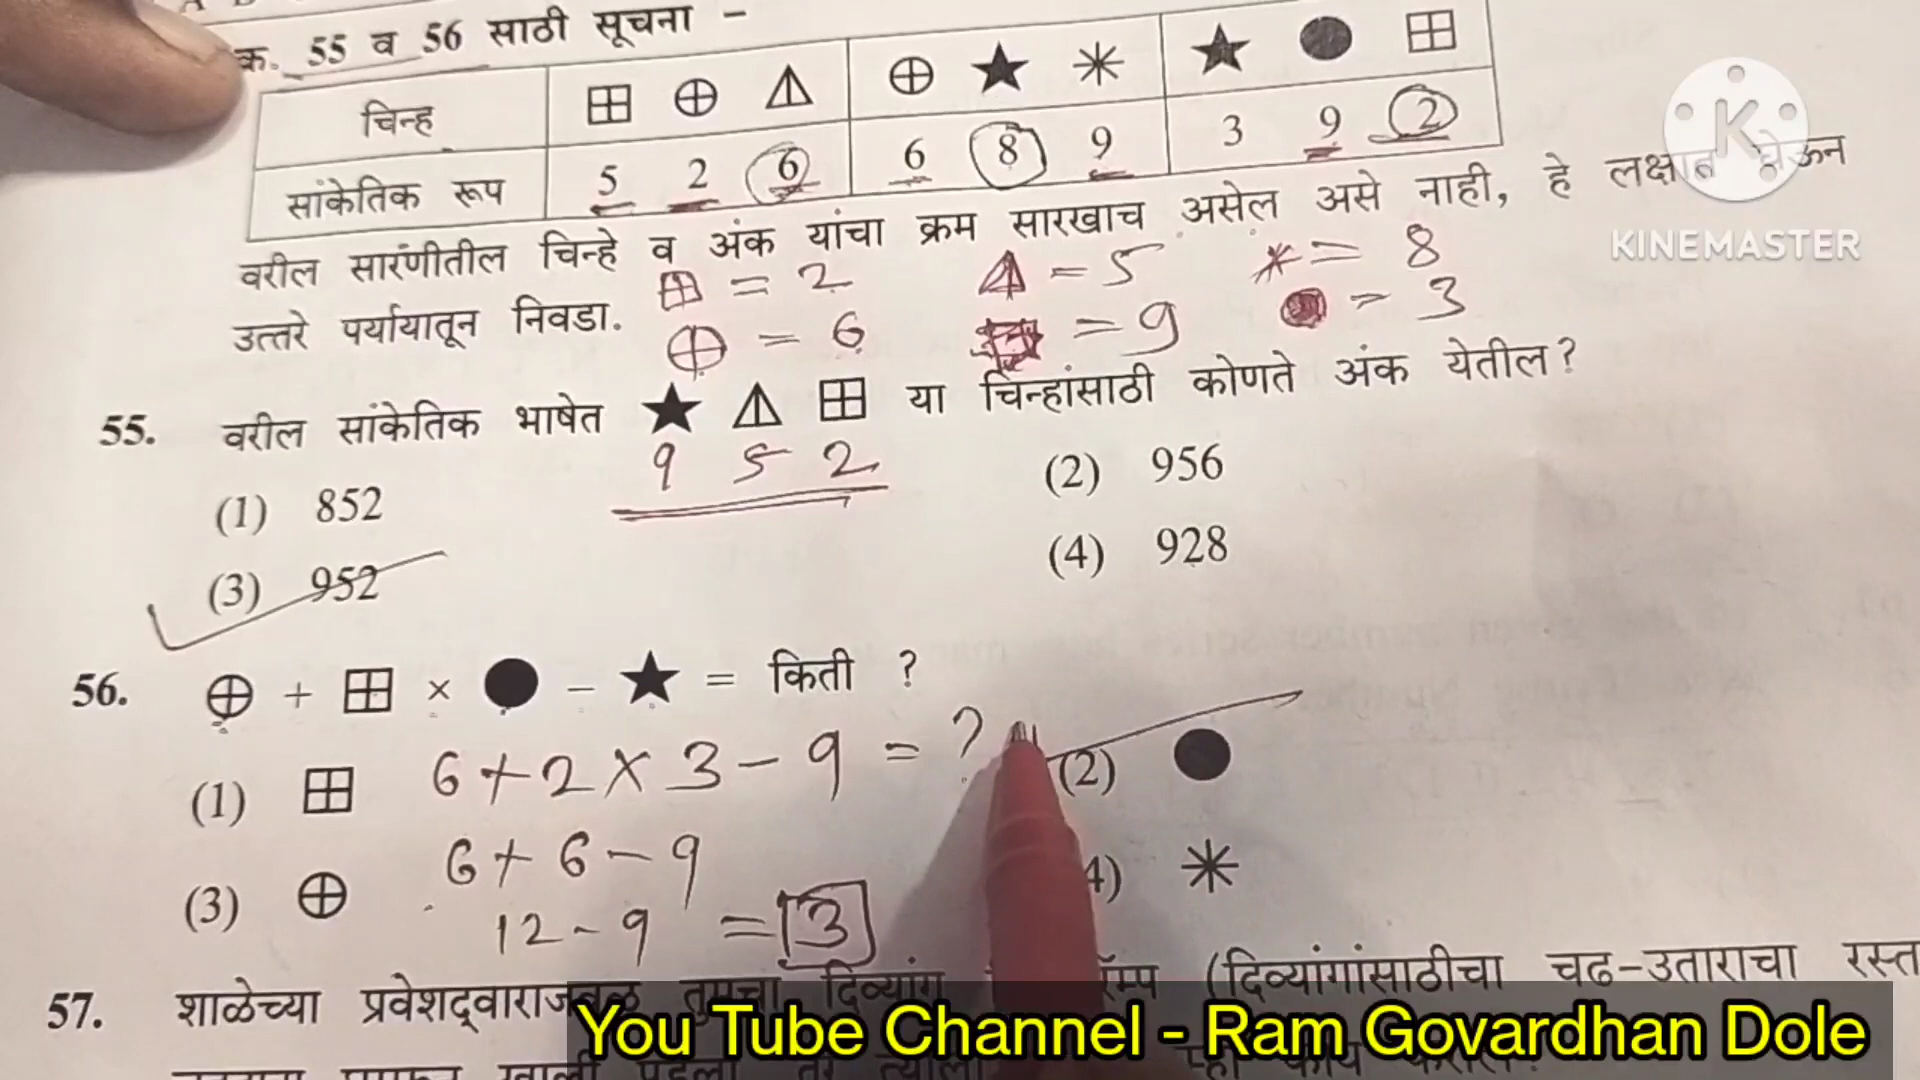 क्र. 55 व 56 साठी सूचना –
चिन्ह
सांकेतिक रूप 5 2 6 6 8 9 3 9 2
वरील सारंणीतील चिन्हे व अंक यांचा क्रम सारखाच असेल असे नाही, हे लक्षात घेऊन
उत्तरे पर्यायातून निवडा.
= 2 – 5 = 8
= 6 = 9 = 3
55. वरील सांकेतिक भाषेत ★ ⊕ ⊞ या चिन्हांसाठी कोणते अंक येतील?
9 5 2
(1) 852 (2) 956
(3) 952 (4) 928
56. ⊕ + ⊞ × ● – ★ = किती ?
6 + 2 × 3 – 9 = ?
(1) ⊞ (2) ●
6 + 6 – 9
(3) ⊕ 4) ✳
12 - 9 = 3
57. शाळेच्या प्रवेशद्वाराजवळ तुमचा दिव्यांग रॅम्प (दिव्यांगांसाठीचा चढ-उताराचा
KINEMASTER
You Tube Channel - Ram Govardhan Dole